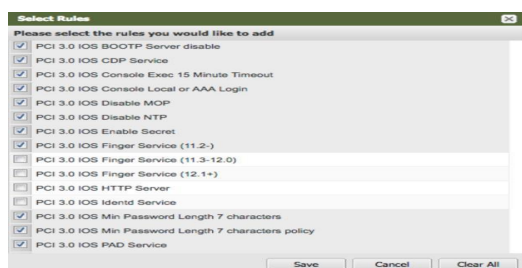 Select Rules
Please select the rules you would like to add
PCI 3.0 IOS BOOTP Server disable
PCI 3.0 IOS CDP Service
PCI 3.0 IOS Console Exec 15 Minute Timeout
PCI 3.0 IOS Console Local or AAA Login
PCI 3.0 IOS Disable MOP
PCI 3.0 IOS Disable NTP
PCI 3.0 IOS Enable Secret
PCI 3.0 IOS Finger Service (11.2-)
PCI 3.0 IOS Finger Service (11.3-12.0)
PCI 3.0 IOS Finger Service (12.1+)
PCI 3.0 IOS HTTP Server
PCI 3.0 IOS Identd Service
PCI 3.0 IOS Min Password Length 7 characters
PCI 3.0 IOS Min Password Length 7 characters policy
PCI 3.0 IOS PAD Service
Save Cancel Clear All